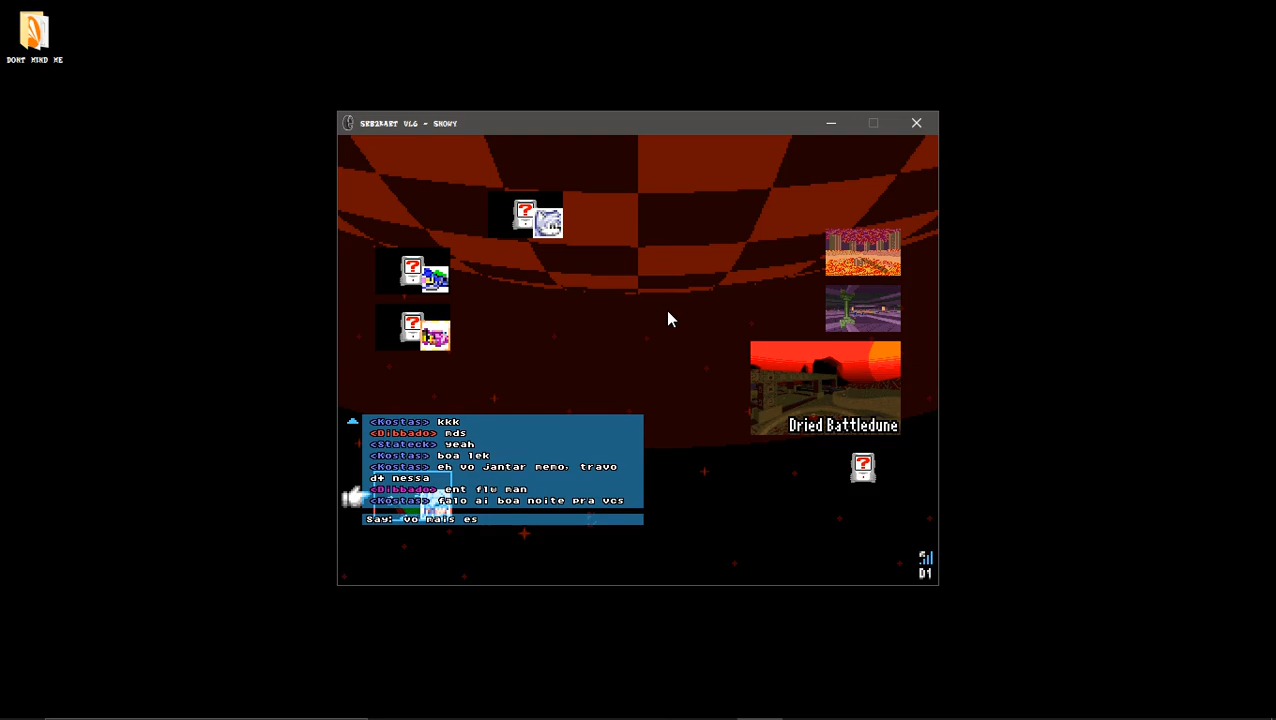 DONT MIND ME
SRB2KART V1.6 - SNOWY
Dried Battledune
<Kostas> kkk
<Dibbado> mds
<Stateck> yeah
<Kostas> boa lek
<Kostas> eh vo jantar memo, travo
d+ nessa
<Dibbado> ent flw man
<Kostas> falo ai boa noite pra vcs
Say: vo mais es
D1